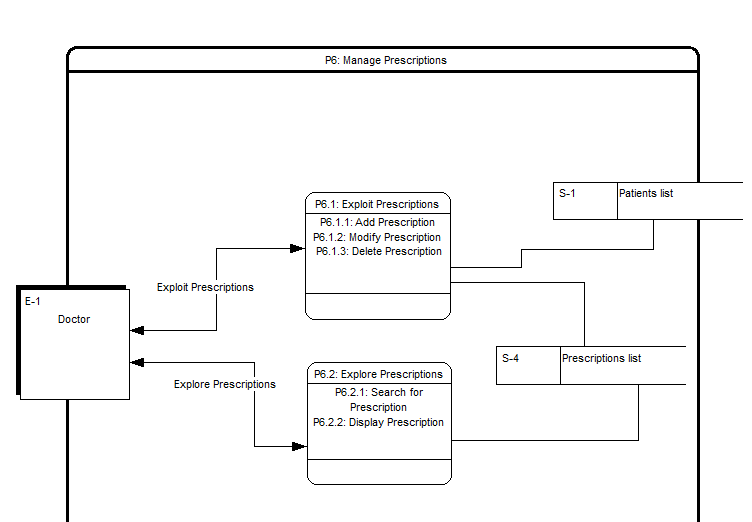 P6: Manage Prescriptions
S-1
Patients list
P6.1: Exploit Prescriptions
P6.1.1: Add Prescription
P6.1.2: Modify Prescription
P6.1.3: Delete Prescription
Exploit Prescriptions
E-1
Doctor
S-4
Prescriptions list
Explore Prescriptions
P6.2: Explore Prescriptions
P6.2.1: Search for
Prescription
P6.2.2: Display Prescription